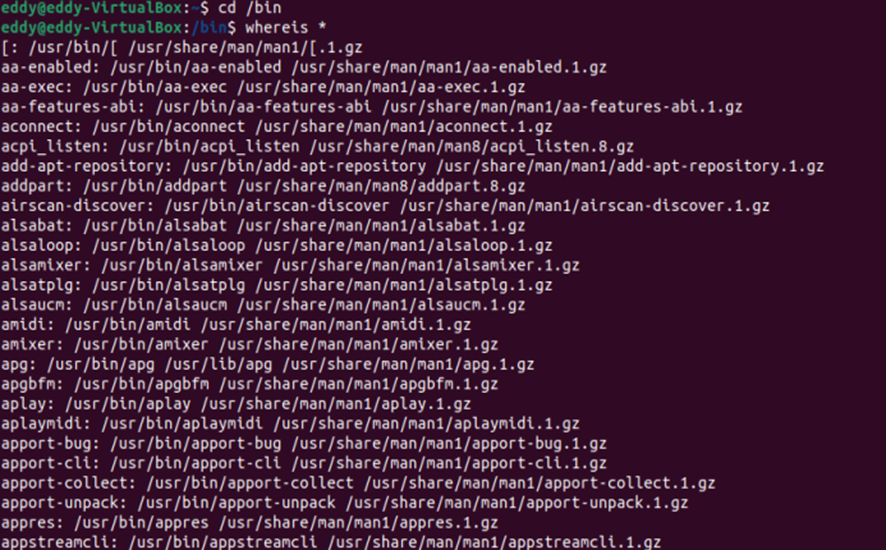 eddy@eddy-VirtualBox:~$ cd /bin
eddy@eddy-VirtualBox:/bin$ whereis *
[: /usr/bin/[ /usr/share/man/man1/[.1.gz
aa-enabled: /usr/bin/aa-enabled /usr/share/man/man1/aa-enabled.1.gz
aa-exec: /usr/bin/aa-exec /usr/share/man/man1/aa-exec.1.gz
aa-features-abi: /usr/bin/aa-features-abi /usr/share/man/man1/aa-features-abi.1.gz
aconnect: /usr/bin/aconnect /usr/share/man/man1/aconnect.1.gz
acpi_listen: /usr/bin/acpi_listen /usr/share/man/man8/acpi_listen.8.gz
add-apt-repository: /usr/bin/add-apt-repository /usr/share/man/man1/add-apt-repository.1.gz
addpart: /usr/bin/addpart /usr/share/man/man8/addpart.8.gz
airscan-discover: /usr/bin/airscan-discover /usr/share/man/man1/airscan-discover.1.gz
alsabat: /usr/bin/alsabat /usr/share/man/man1/alsabat.1.gz
alsaloop: /usr/bin/alsaloop /usr/share/man/man1/alsaloop.1.gz
alsamixer: /usr/bin/alsamixer /usr/share/man/man1/alsamixer.1.gz
alsatplg: /usr/bin/alsatplg /usr/share/man/man1/alsatplg.1.gz
alsaucm: /usr/bin/alsaucm /usr/share/man/man1/alsaucm.1.gz
amidi: /usr/bin/amidi /usr/share/man/man1/amidi.1.gz
amixer: /usr/bin/amixer /usr/share/man/man1/amixer.1.gz
apg: /usr/bin/apg /usr/lib/apg /usr/share/man/man1/apg.1.gz
apgbfm: /usr/bin/apgbfm /usr/share/man/man1/apgbfm.1.gz
aplay: /usr/bin/aplay /usr/share/man/man1/aplay.1.gz
aplaymidi: /usr/bin/aplaymidi /usr/share/man/man1/aplaymidi.1.gz
apport-bug: /usr/bin/apport-bug /usr/share/man/man1/apport-bug.1.gz
apport-cli: /usr/bin/apport-cli /usr/share/man/man1/apport-cli.1.gz
apport-collect: /usr/bin/apport-collect /usr/share/man/man1/apport-collect.1.gz
apport-unpack: /usr/bin/apport-unpack /usr/share/man/man1/apport-unpack.1.gz
appres: /usr/bin/appres /usr/share/man/man1/appres.1.gz
appstreamcli: /usr/bin/appstreamcli /usr/share/man/man1/appstreamcli.1.gz